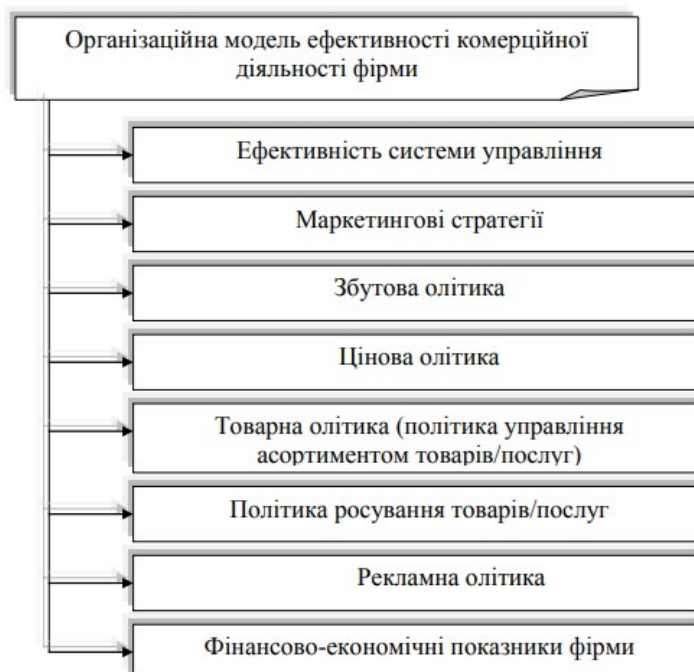 Організаційна модель ефективності комерційної
діяльності фірми
Ефективність системи управління
Маркетингові стратегії
Збутова олітика
Цінова олітика
Товарна олітика (політика управління
асортиментом товарів/послуг)
Політика росування товарів/послуг
Рекламна олітика
Фінансово-економічні показники фірми